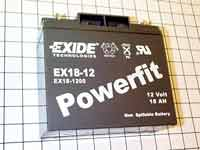 EXIDE
TECHNOLOGIES
EX18-12
EX18-1200
Powerfit
12 Volt
18 AH
Non Spillable Battery